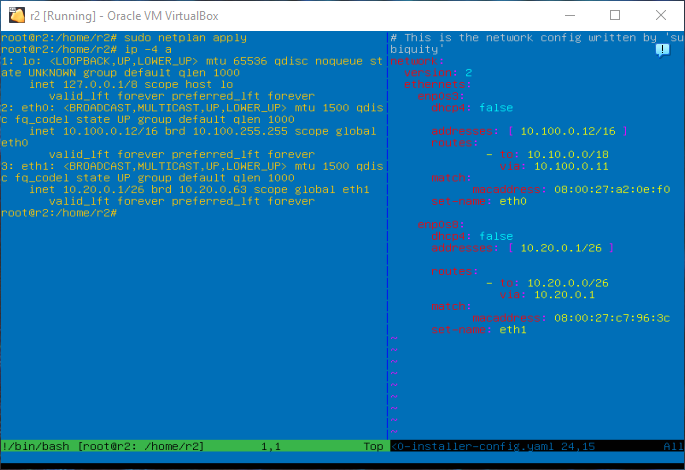 r2 [Running] - Oracle VM VirtualBox
root@r2:/home/r2# sudo netplan apply
root@r2:/home/r2# ip -4 a
1: lo: <LOOPBACK,UP,LOWER_UP> mtu 65536 qdisc noqueue st
ate UNKNOWN group default qlen 1000
inet 127.0.0.1/8 scope host lo
valid_lft forever preferred_lft forever
2: eth0: <BROADCAST,MULTICAST,UP,LOWER_UP> mtu 1500 qdis
c fq_codel state UP group default qlen 1000
inet 10.100.0.12/16 brd 10.100.255.255 scope global
eth0
valid_lft forever preferred_lft forever
3: eth1: <BROADCAST,MULTICAST,UP,LOWER_UP> mtu 1500 qdis
c fq_codel state UP group default qlen 1000
inet 10.20.0.1/26 brd 10.20.0.63 scope global eth1
valid_lft forever preferred_lft forever
root@r2:/home/r2#
!/bin/bash [root@r2: /home/r2] 1,1 Top
# This is the network config written by 'su
biquity'
network:
version: 2
ethernets:
dhcp4: false
addresses: [ 10.100.0.12/16 ]
routes:
- to: 10.10.0.0/18
via: 10.100.0.11
match:
macaddress: 08:00:27:a2:0e:f0
set-name: eth0
dhcp4: false
addresses: [ 10.20.0.1/26 ]
routes:
- to: 10.20.0.0/26
via: 10.20.0.1
match:
macaddress: 08:00:27:c7:96:3c
set-name: eth1
~
~
~
~
~
~
~
<0-installer-config.yaml 24,15 All